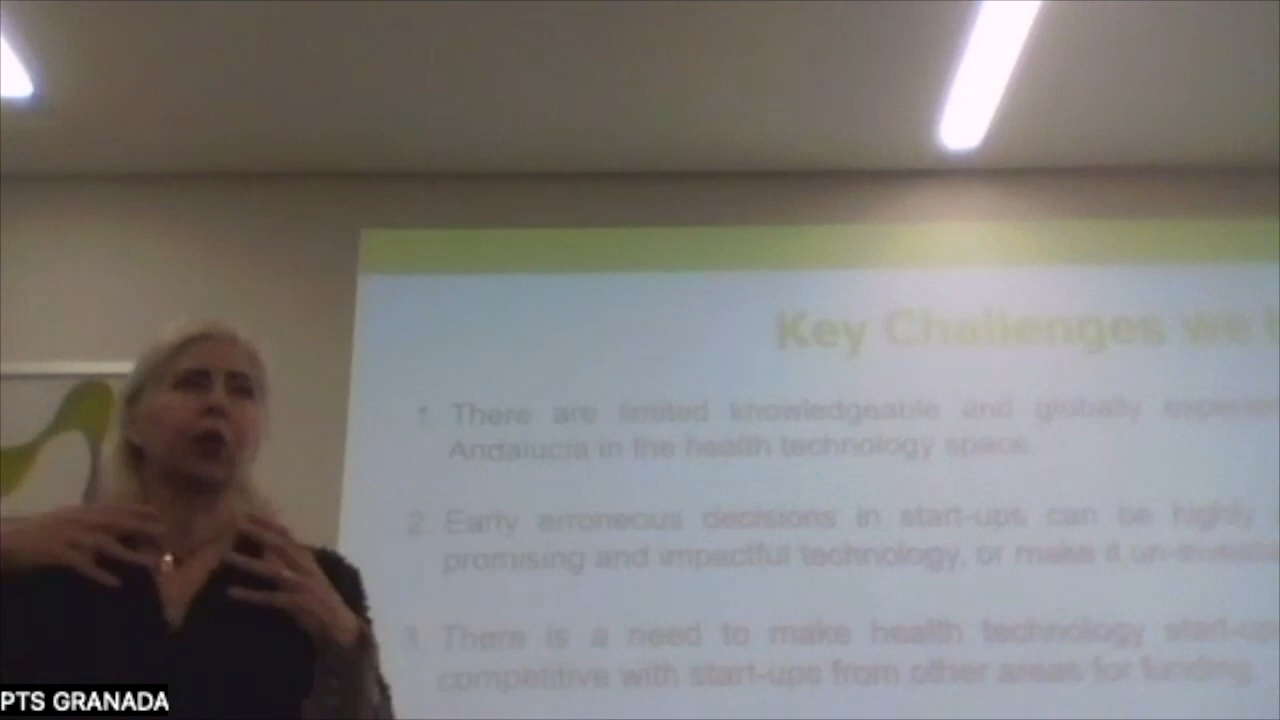 Key Challenges we
1. There are limited knowledgeable and globally
Andalucia in the health technology space.
2. Early erroneous decisions in start-ups can be highly
promising and impactful technology, or make it
3. There is a need to make health technology
competitive with start-ups from other areas for funding.
PTS GRANADA